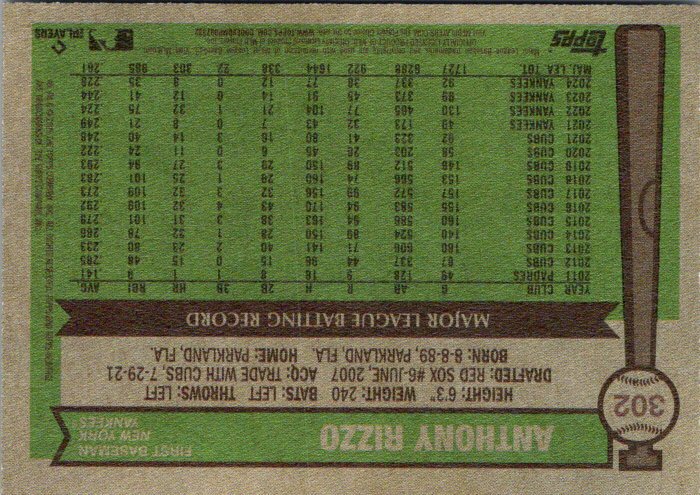 302
ANTHONY RIZZO
FIRST BASEMAN
NEW YORK
YANKEES
HEIGHT: 6'3" WEIGHT: 240 BATS: LEFT THROWS: LEFT
DRAFTED: RED SOX #6-JUNE, 2007 ACQ: TRADE WITH CUBS, 7-29-21
BORN: 8-8-89, PARKLAND, FLA. HOME: PARKLAND, FLA.
MAJOR LEAGUE BATTING RECORD
YEAR CLUB G AB R H 2B 3B HR RBI AVG
2011 PADRES 49 128 9 18 8 1 1 9 .141
2012 CUBS 87 337 44 96 15 0 15 48 .285
2013 CUBS 160 606 71 141 40 2 23 80 .233
2014 CUBS 140 524 89 150 28 1 32 78 .286
2015 CUBS 160 586 94 163 38 3 31 101 .278
2016 CUBS 155 583 94 170 43 4 32 109 .292
2017 CUBS 157 572 99 156 32 3 32 109 .273
2018 CUBS 153 566 74 160 29 1 25 101 .283
2019 CUBS 146 512 89 150 29 3 27 94 .293
2020 CUBS 58 203 26 45 6 0 11 24 .222
2021 CUBS 92 323 41 80 16 3 14 40 .248
2021 YANKEES 49 173 32 43 7 0 8 21 .249
2022 YANKEES 130 465 77 104 21 1 32 75 .224
2023 YANKEES 99 373 45 91 14 0 12 41 .244
2024 YANKEES 92 337 38 77 12 0 8 35 .228
MAJ. LEA. TOT. 1727 6288 922 1644 338 22 303 965 .261
Topps
PLAYERS